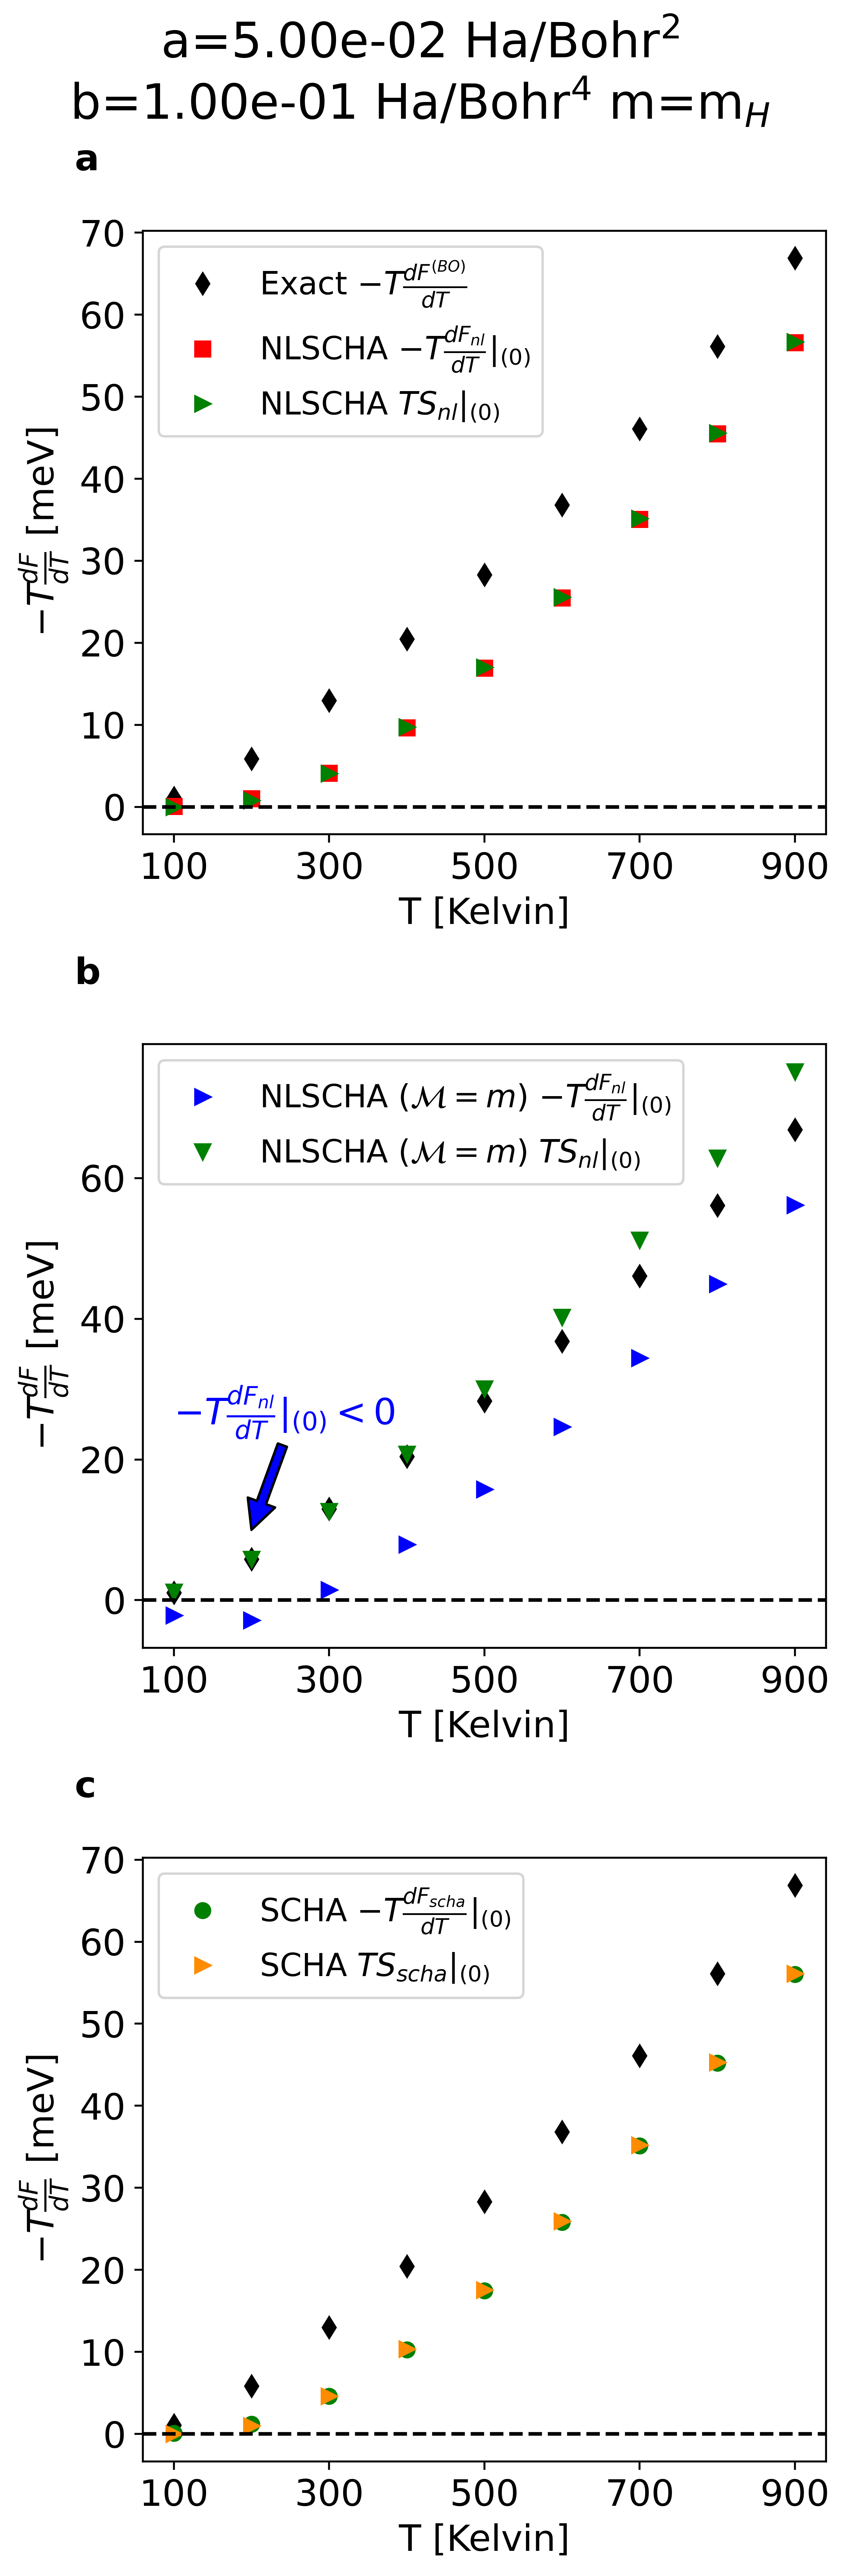 a=5.00e-02 Ha/Bohr²
b=1.00e-01 Ha/Bohr⁴ m=m_H
a
70
60
50
40
30
20
10
0
−T dF/dT [meV]
Exact −T dF^(BO)/dT
NLSCHA −T dF_nl/dT |_(0)
NLSCHA TS_nl|_(0)
100 300 500 700 900
T [Kelvin]
b
60
40
20
0
−T dF/dT [meV]
NLSCHA (ℳ = m) −T dF_nl/dT |_(0)
NLSCHA (ℳ = m) TS_nl|_(0)
−T dF_nl/dT |_(0) < 0
100 300 500 700 900
T [Kelvin]
c
70
60
50
40
30
20
10
0
−T dF/dT [meV]
SCHA −T dF_scha/dT |_(0)
SCHA TS_scha|_(0)
100 300 500 700 900
T [Kelvin]